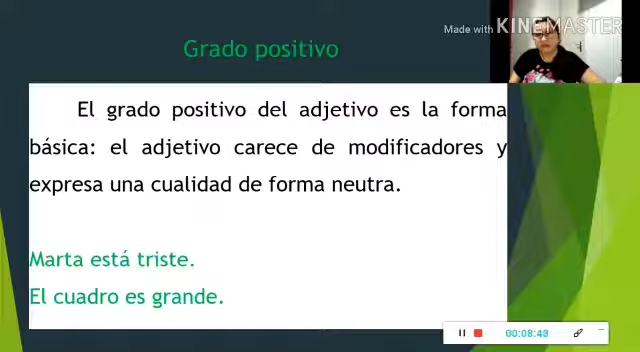 Made with KINEMASTER
Grado positivo
El grado positivo del adjetivo es la forma
básica: el adjetivo carece de modificadores y
expresa una cualidad de forma neutra.
Marta está triste.
El cuadro es grande.
00:08:48